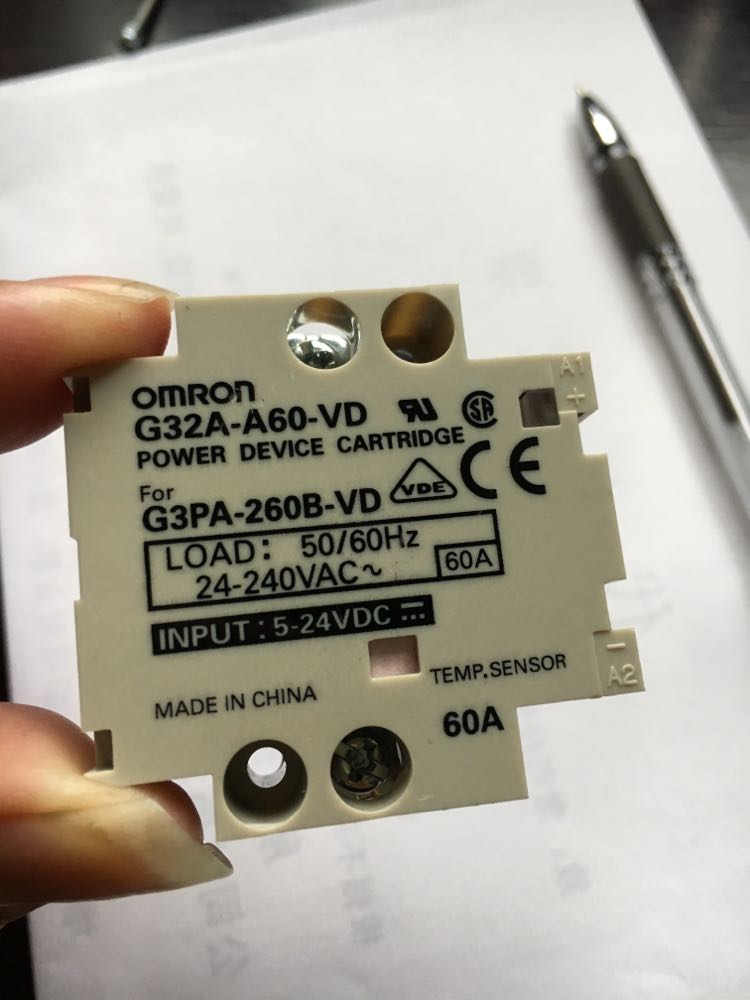 OMRON
G32A-A60-VD
POWER DEVICE CARTRIDGE
For
G3PA-260B-VD
VDE
CE
LOAD: 50/60Hz
24-240VAC~
60A
INPUT: 5-24VDC
TEMP.SENSOR
MADE IN CHINA
60A
A1
+
−
A2